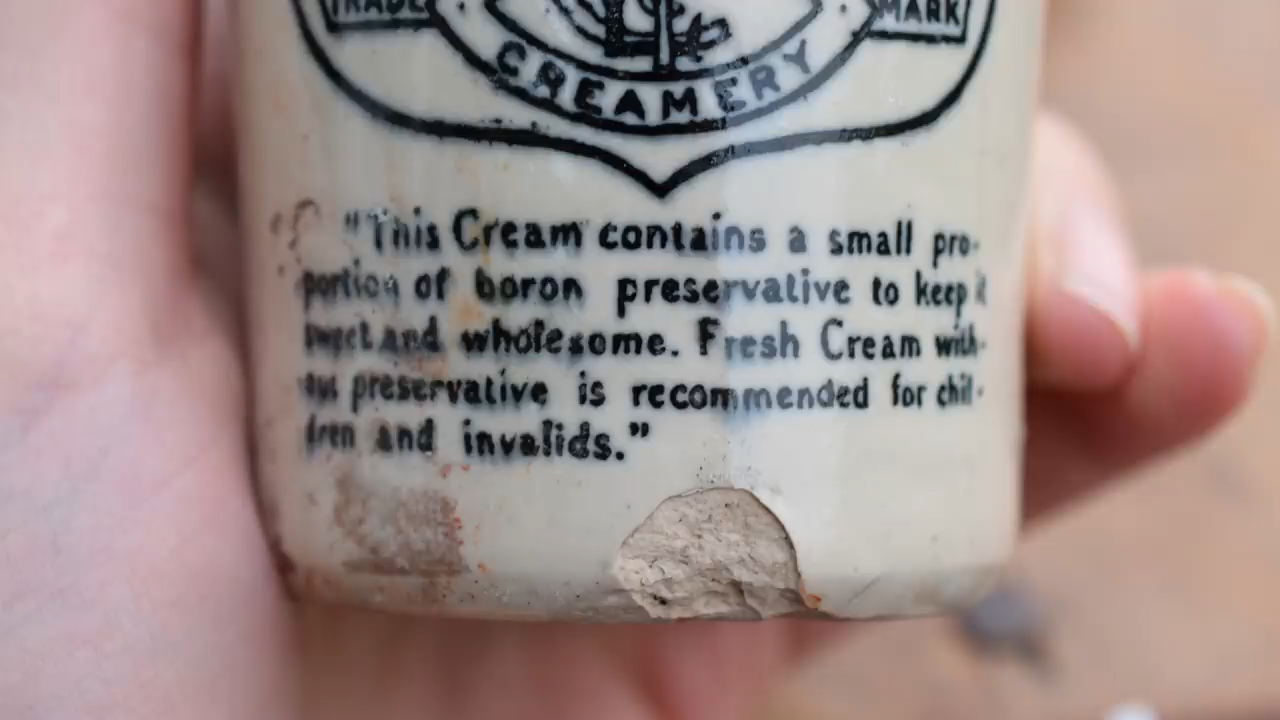 TRADE MARK
CREAMERY
"This Cream contains a small pro-
portion of boron preservative to keep it
sweet and wholesome. Fresh Cream with-
out preservative is recommended for chil-
dren and invalids."